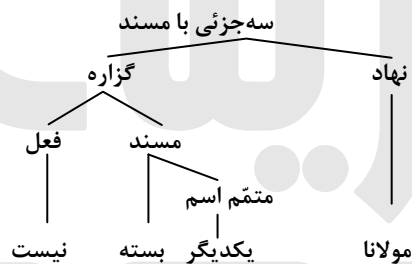 سه‌جزئی با مسند
نهاد گزاره
مسند فعل
متمّم اسم
مولانا یکدیگر بسته نیست